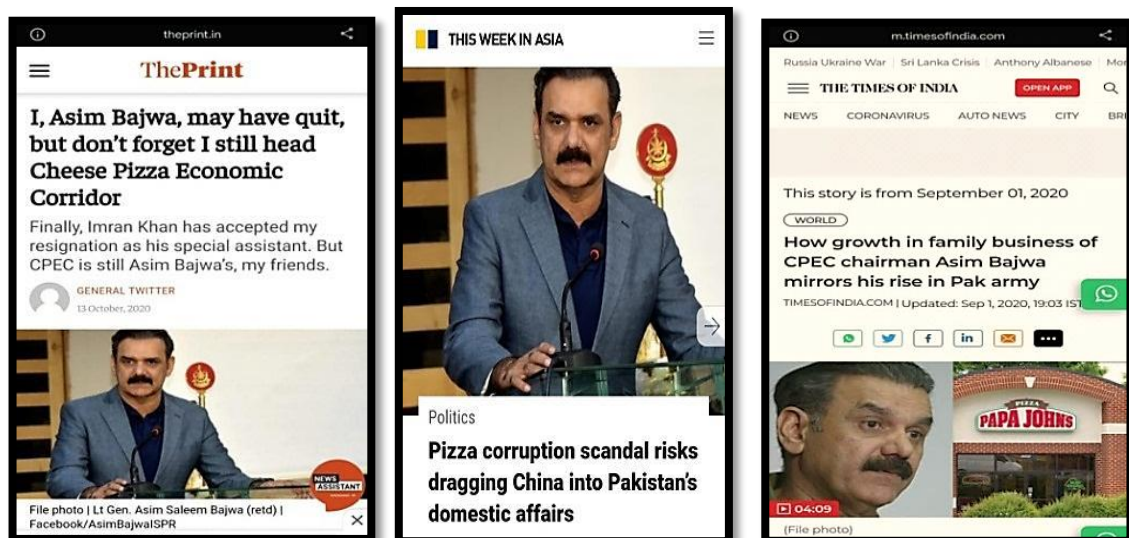 theprint.in
ThePrint
I, Asim Bajwa, may have quit,
but don't forget I still head
Cheese Pizza Economic
Corridor
Finally, Imran Khan has accepted my
resignation as his special assistant. But
CPEC is still Asim Bajwa's, my friends.
GENERAL TWITTER
13 October, 2020
NEWS
ASSISTANT
File photo | Lt Gen. Asim Saleem Bajwa (retd) |
Facebook/AsimBajwaISPR
THIS WEEK IN ASIA
Politics
Pizza corruption scandal risks
dragging China into Pakistan's
domestic affairs
m.timesofindia.com
Russia Ukraine War | Sri Lanka Crisis | Anthony Albanese | Mor
THE TIMES OF INDIA
OPEN APP
NEWS CORONAVIRUS AUTO NEWS CITY BRI
This story is from September 01, 2020
WORLD
How growth in family business of
CPEC chairman Asim Bajwa
mirrors his rise in Pak army
TIMESOFINDIA.COM | Updated: Sep 1, 2020, 19:03 IST
PIZZA
PAPA JOHNS
04:09
(File photo)